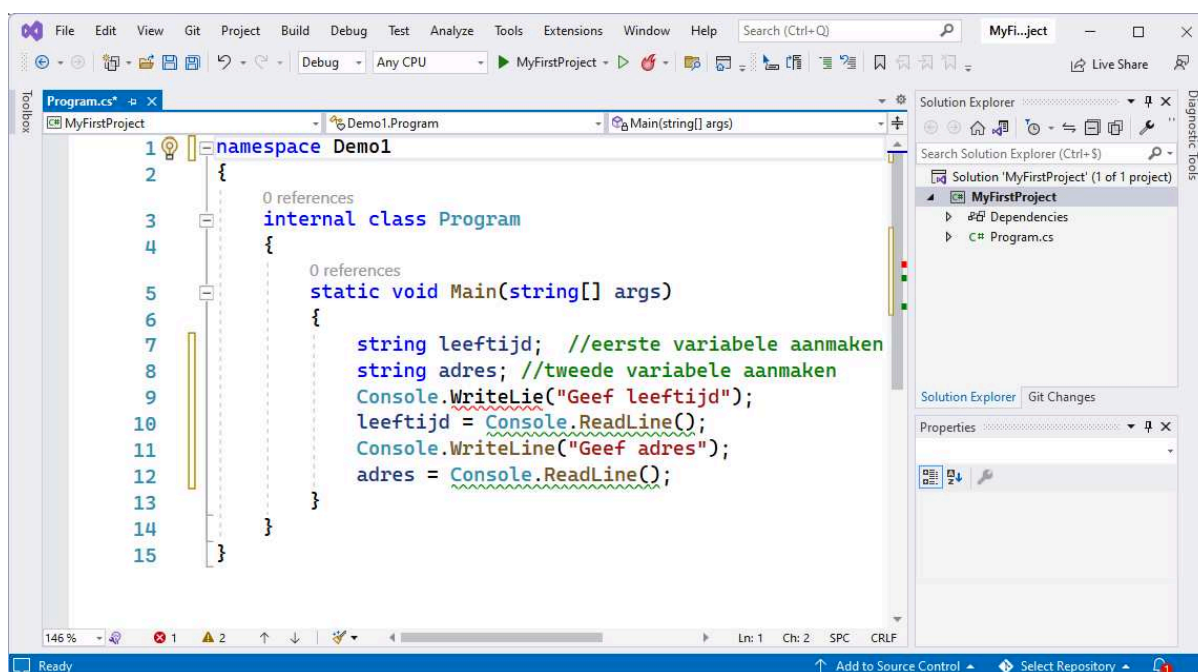 File Edit View Git Project Build Debug Test Analyze Tools Extensions Window Help Search (Ctrl+Q) MyFi...ject
Debug Any CPU MyFirstProject Live Share
Toolbox
Program.cs*
MyFirstProject Demo1.Program Main(string[] args)
1 namespace Demo1
2 {
0 references
3 internal class Program
4 {
0 references
5 static void Main(string[] args)
6 {
7 string leeftijd; //eerste variabele aanmaken
8 string adres; //tweede variabele aanmaken
9 Console.WriteLie("Geef leeftijd");
10 leeftijd = Console.ReadLine();
11 Console.WriteLine("Geef adres");
12 adres = Console.ReadLine();
13 }
14 }
15 }
146 % 1 2 Ln: 1 Ch: 2 SPC CRLF
Solution Explorer
Search Solution Explorer (Ctrl+$)
Solution 'MyFirstProject' (1 of 1 project)
C# MyFirstProject
Dependencies
C# Program.cs
Solution Explorer Git Changes
Properties
Diagnostic Tools
Ready Add to Source Control Select Repository 1